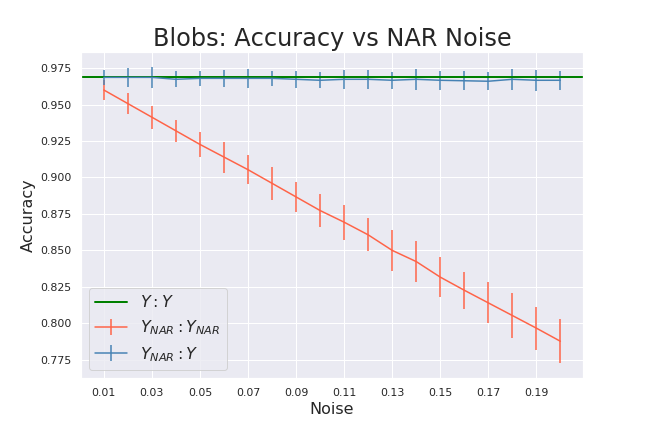 Blobs: Accuracy vs NAR Noise
0.975
0.950
0.925
0.900
0.875
0.850
0.825
0.800
0.775
Accuracy
Y : Y
Y_NAR : Y_NAR
Y_NAR : Y
0.01 0.03 0.05 0.07 0.09 0.11 0.13 0.15 0.17 0.19
Noise